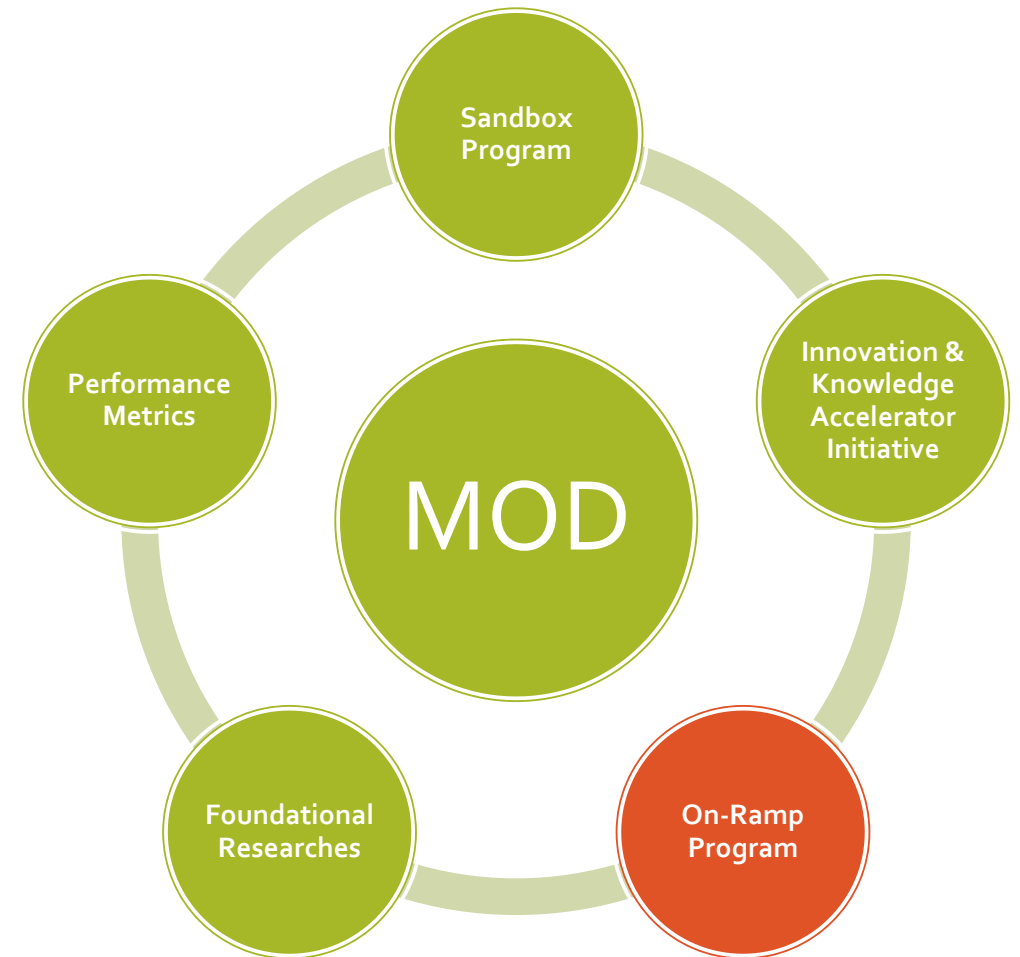 Sandbox
Program
Innovation &
Knowledge
Accelerator
Initiative
Performance
Metrics
MOD
Foundational
Researches
On-Ramp
Program